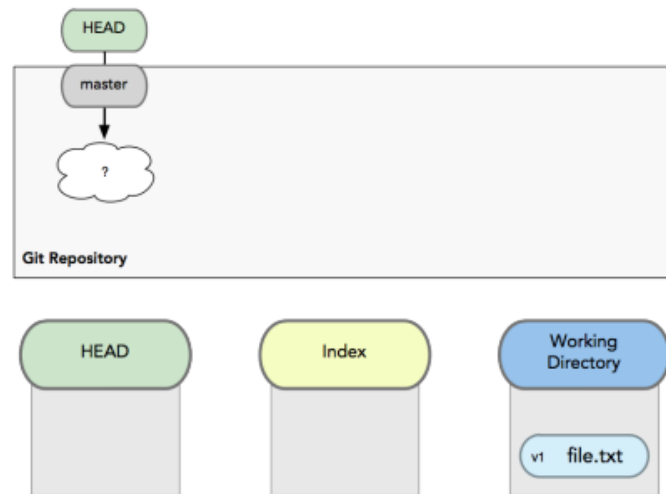 HEAD
master
?
Git Repository
HEAD
Index
Working
Directory
v1 file.txt